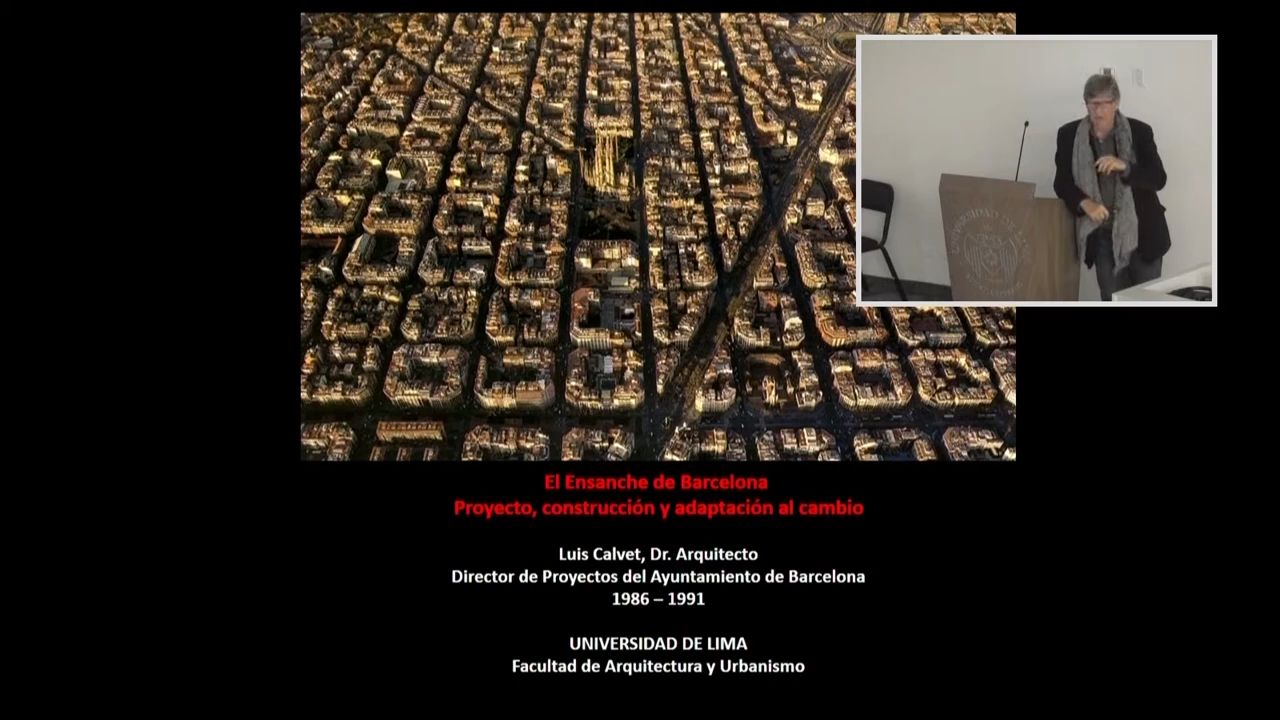 El Ensanche de Barcelona
Proyecto, construcción y adaptación al cambio
Luis Calvet, Dr. Arquitecto
Director de Proyectos del Ayuntamiento de Barcelona
1986 – 1991
UNIVERSIDAD DE LIMA
Facultad de Arquitectura y Urbanismo